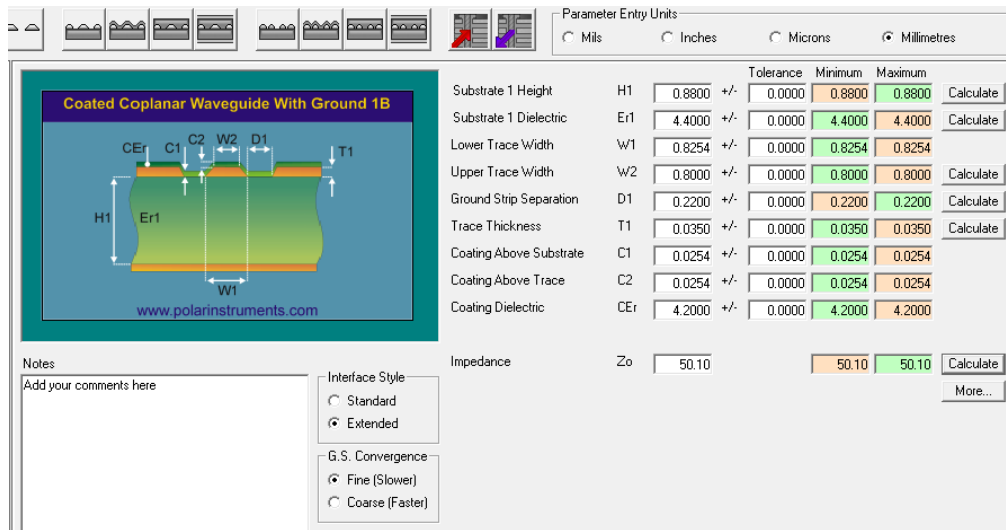 Parameter Entry Units
Mils Inches Microns Millimetres
Coated Coplanar Waveguide With Ground 1B
CEr C1 C2 W2 D1 T1
H1 Er1
W1
www.polarinstruments.com
Tolerance Minimum Maximum
Substrate 1 Height H1 0.8800 +/- 0.0000 0.8800 0.8800 Calculate
Substrate 1 Dielectric Er1 4.4000 +/- 0.0000 4.4000 4.4000 Calculate
Lower Trace Width W1 0.8254 +/- 0.0000 0.8254 0.8254
Upper Trace Width W2 0.8000 +/- 0.0000 0.8000 0.8000 Calculate
Ground Strip Separation D1 0.2200 +/- 0.0000 0.2200 0.2200 Calculate
Trace Thickness T1 0.0350 +/- 0.0000 0.0350 0.0350 Calculate
Coating Above Substrate C1 0.0254 +/- 0.0000 0.0254 0.0254
Coating Above Trace C2 0.0254 +/- 0.0000 0.0254 0.0254
Coating Dielectric CEr 4.2000 +/- 0.0000 4.2000 4.2000
Impedance Zo 50.10 50.10 50.10 Calculate
More...
Notes
Add your comments here
Interface Style
Standard
Extended
G.S. Convergence
Fine (Slower)
Coarse (Faster)